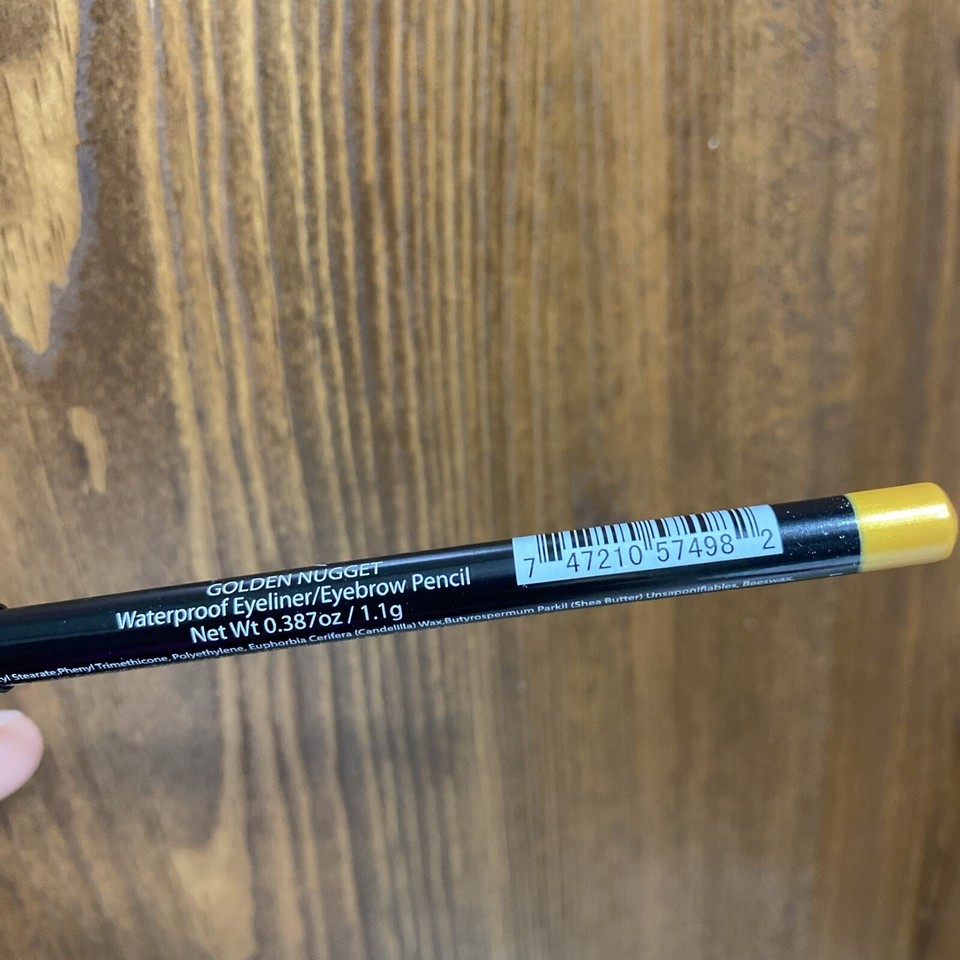 GOLDEN NUGGET
Waterproof Eyeliner/Eyebrow Pencil
Net Wt 0.387oz / 1.1g
Stearate,Phenyl Trimethicone, Polyethylene, Euphorbia Cerifera (Candelilla) Wax,Butyrospermum Parkii (Shea Butter) Unsaponifiables, Beeswax,
7 47210 57498 2